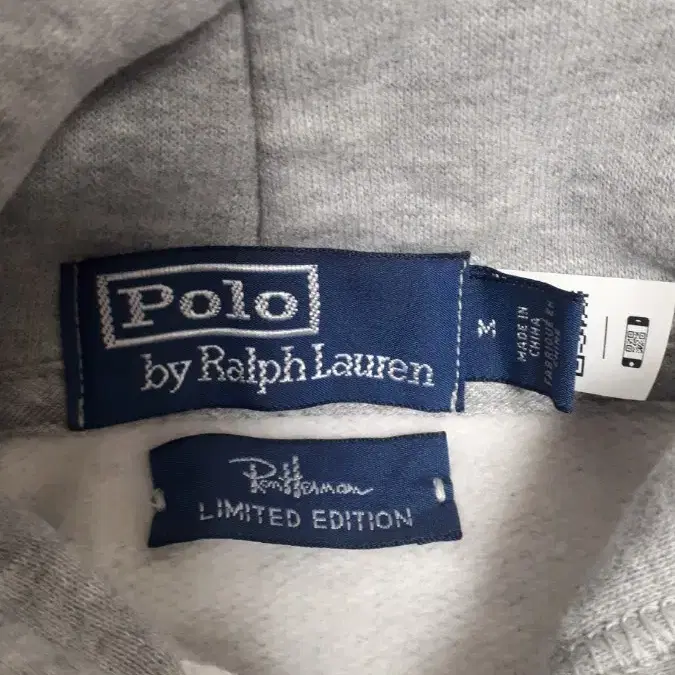 Polo
by Ralph Lauren
M
MADE IN
CHINA
FABRIQUÉ EN
Ron Herman
LIMITED EDITION